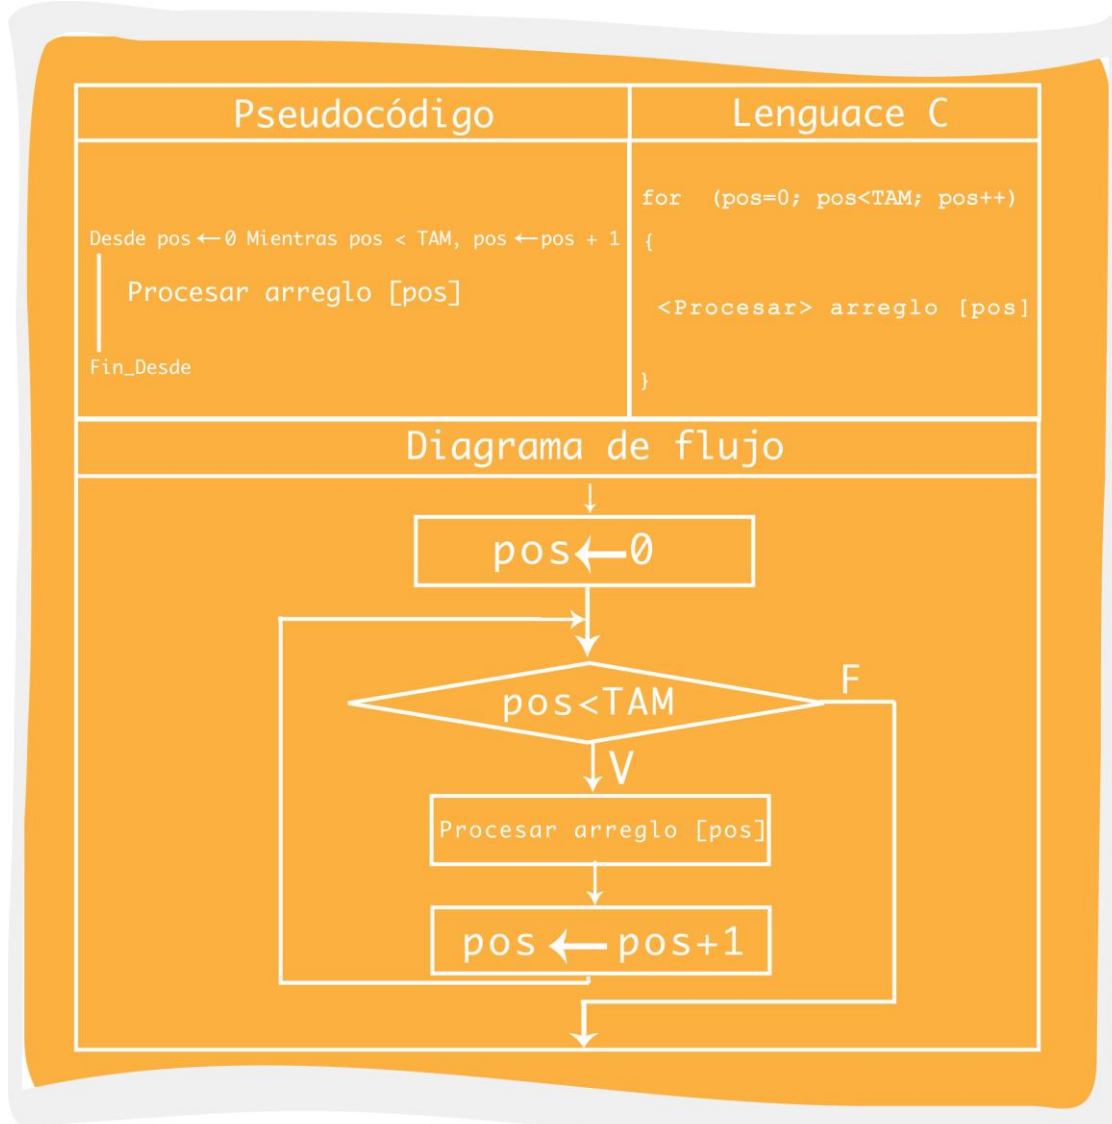 Pseudocódigo
Lenguace C
Desde pos ← 0 Mientras pos < TAM, pos ← pos + 1
Procesar arreglo [pos]
Fin_Desde
for (pos=0; pos<TAM; pos++)
{
<Procesar> arreglo [pos]
}
Diagrama de flujo
pos ← 0
pos<TAM
F
V
Procesar arreglo [pos]
pos ← pos+1